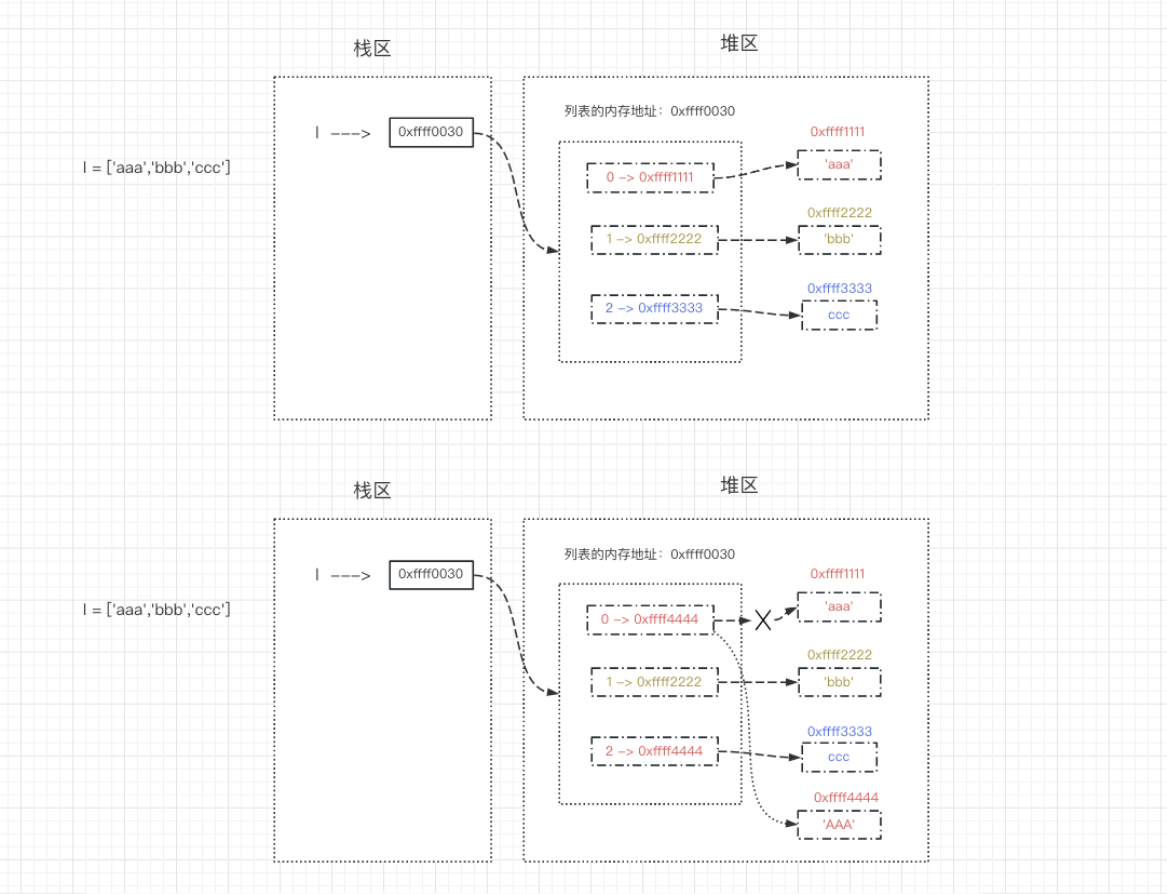 栈区
堆区
列表的内存地址：0xffff0030
l ---> 0xffff0030
0xffff1111
l = ['aaa','bbb','ccc']
0 -> 0xffff1111
'aaa'
0xffff2222
1 -> 0xffff2222
'bbb'
0xffff3333
2 -> 0xffff3333
ccc
栈区
堆区
列表的内存地址：0xffff0030
l ---> 0xffff0030
0xffff1111
l = ['aaa','bbb','ccc']
0 -> 0xffff4444
'aaa'
0xffff2222
1 -> 0xffff2222
'bbb'
0xffff3333
2 -> 0xffff4444
ccc
0xffff4444
'AAA'